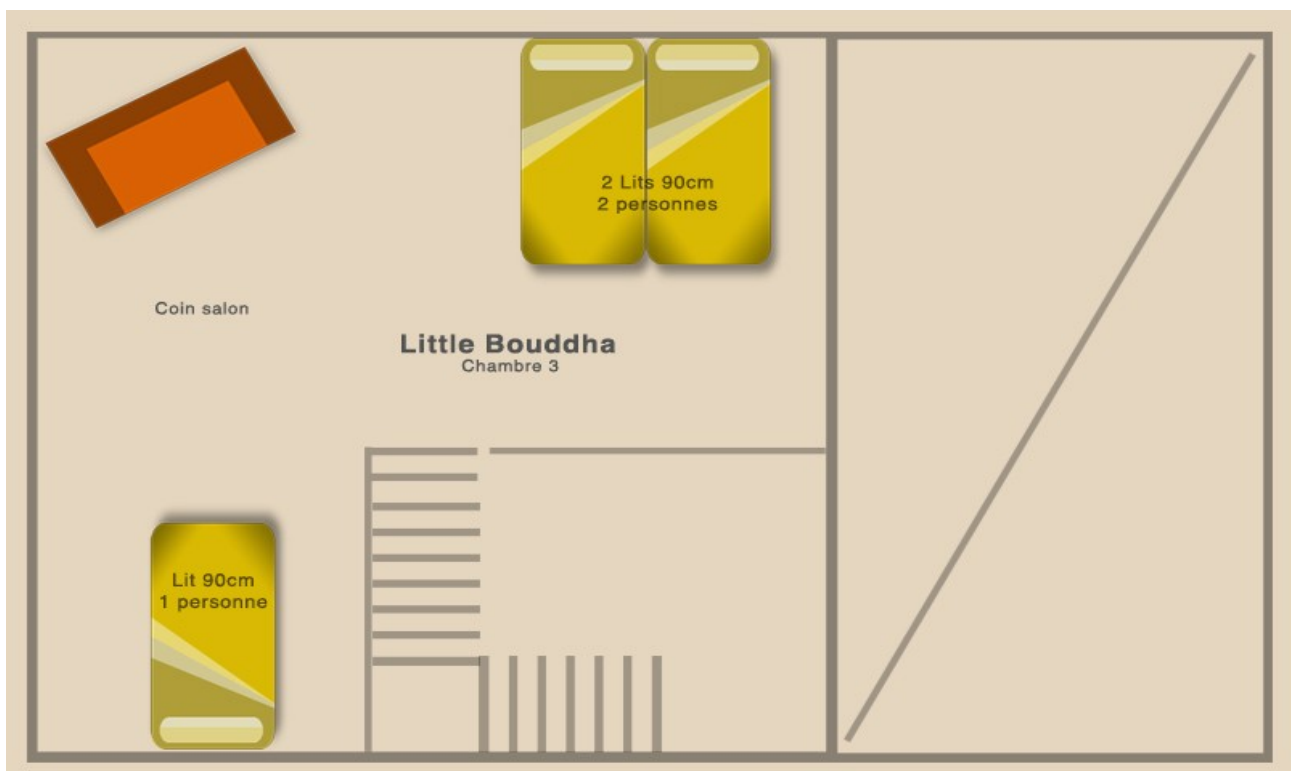 2 Lits 90cm
2 personnes
Coin salon
Little Bouddha
Chambre 3
Lit 90cm
1 personne